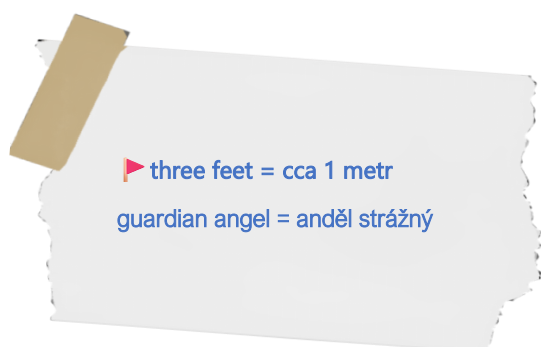 🚩three feet = cca 1 metr
guardian angel = anděl strážný